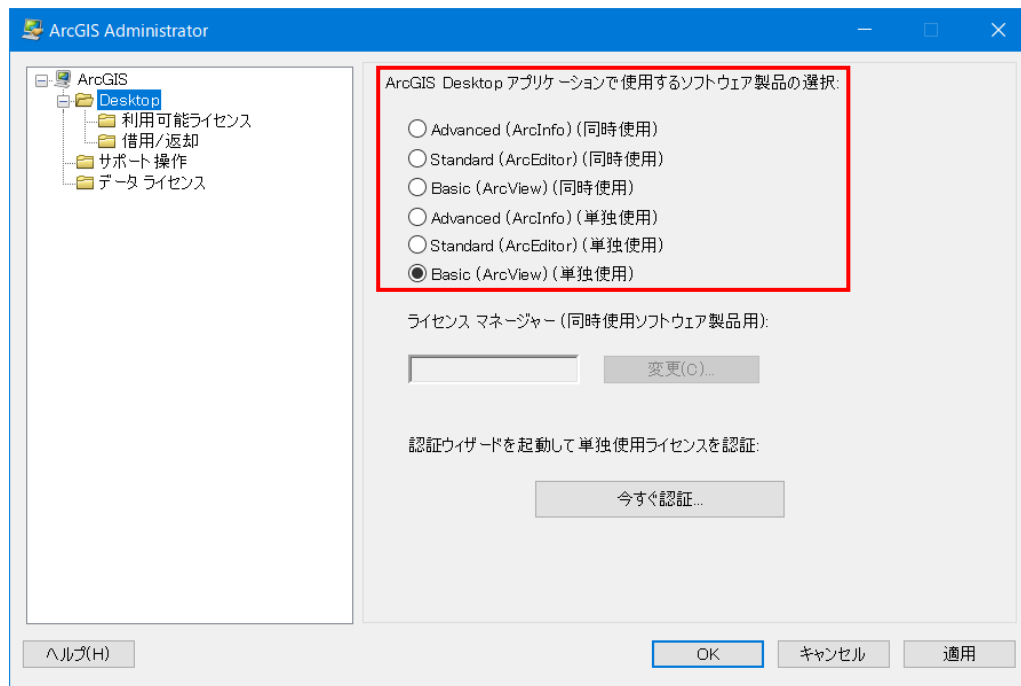 ArcGIS Administrator
ArcGIS
Desktop
利用可能ライセンス
借用/返却
サポート操作
データ ライセンス
ArcGIS Desktop アプリケーションで使用するソフトウェア製品の選択:
Advanced (ArcInfo) (同時使用)
Standard (ArcEditor) (同時使用)
Basic (ArcView) (同時使用)
Advanced (ArcInfo) (単独使用)
Standard (ArcEditor) (単独使用)
Basic (ArcView) (単独使用)
ライセンス マネージャー (同時使用ソフトウェア製品用):
変更(C)...
認証ウィザードを起動して単独使用ライセンスを認証:
今すぐ認証...
ヘルプ(H)
OK
キャンセル
適用